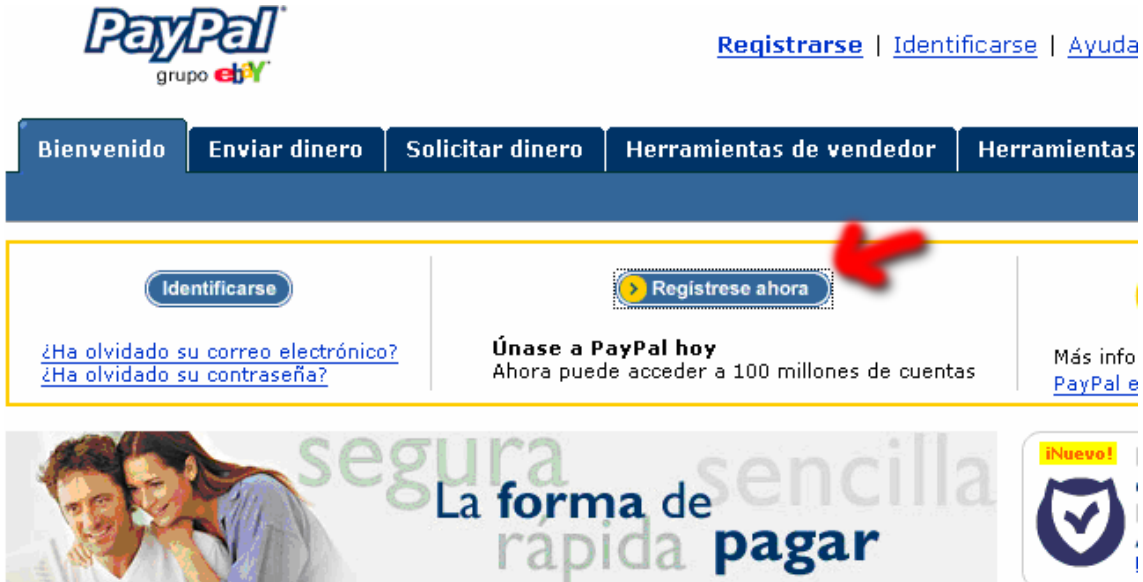 PayPal
grupo ebY
Registrarse | Identificarse | Ayuda
Bienvenido
Enviar dinero
Solicitar dinero
Herramientas de vendedor
Herramientas
Identificarse
¿Ha olvidado su correo electrónico?
¿Ha olvidado su contraseña?
Regístrese ahora
Únase a PayPal hoy
Ahora puede acceder a 100 millones de cuentas
Más info
PayPal e
segura
sencilla
La forma de
rápida pagar
¡Nuevo!